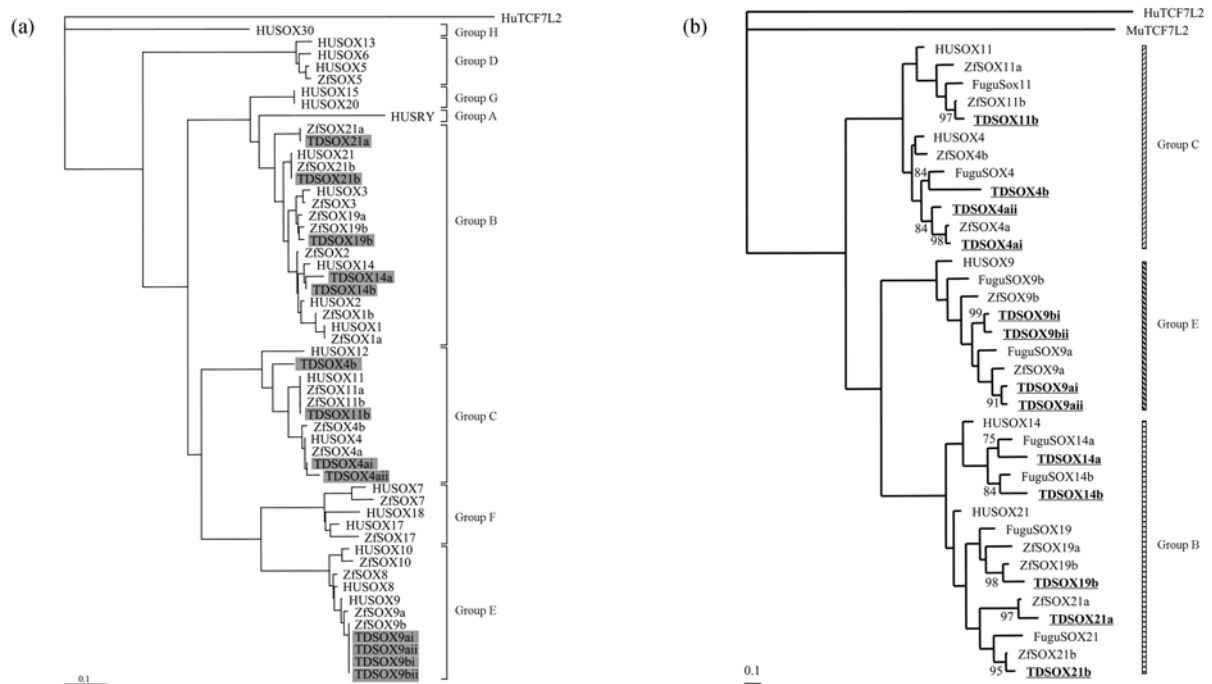 (a)
HuTCF7L2
HUSOX30
Group H
HUSOX13
HUSOX6
HUSOX5
ZfSOX5
Group D
HUSOX15
HUSOX20
Group G
HUSRY
Group A
ZfSOX21a
TDSOX21a
HUSOX21
ZfSOX21b
TDSOX21b
HUSOX3
ZfSOX3
ZfSOX19a
ZfSOX19b
TDSOX19b
ZfSOX2
HUSOX14
TDSOX14a
TDSOX14b
HUSOX2
ZfSOX1b
HUSOX1
ZfSOX1a
Group B
HUSOX12
TDSOX4b
HUSOX11
ZfSOX11a
ZfSOX11b
TDSOX11b
ZfSOX4b
HUSOX4
ZfSOX4a
TDSOX4ai
TDSOX4aii
Group C
HUSOX7
ZfSOX7
HUSOX18
HUSOX17
ZfSOX17
Group F
HUSOX10
ZfSOX10
ZfSOX8
HUSOX8
HUSOX9
ZfSOX9a
ZfSOX9b
TDSOX9ai
TDSOX9aii
TDSOX9bi
TDSOX9bii
Group E
0.1
(b)
HuTCF7L2
MuTCF7L2
HUSOX11
ZfSOX11a
FuguSox11
ZfSOX11b
97 TDSOX11b
HUSOX4
ZfSOX4b
84 FuguSOX4
TDSOX4b
TDSOX4aii
84 ZfSOX4a
98 TDSOX4ai
Group C
HUSOX9
FuguSOX9b
ZfSOX9b
99 TDSOX9bi
TDSOX9bii
FuguSOX9a
ZfSOX9a
TDSOX9ai
91 TDSOX9aii
Group E
HUSOX14
75 FuguSOX14a
TDSOX14a
FuguSOX14b
84 TDSOX14b
HUSOX21
FuguSOX19
ZfSOX19a
ZfSOX19b
98 TDSOX19b
ZfSOX21a
97 TDSOX21a
FuguSOX21
ZfSOX21b
95 TDSOX21b
Group B
0.1